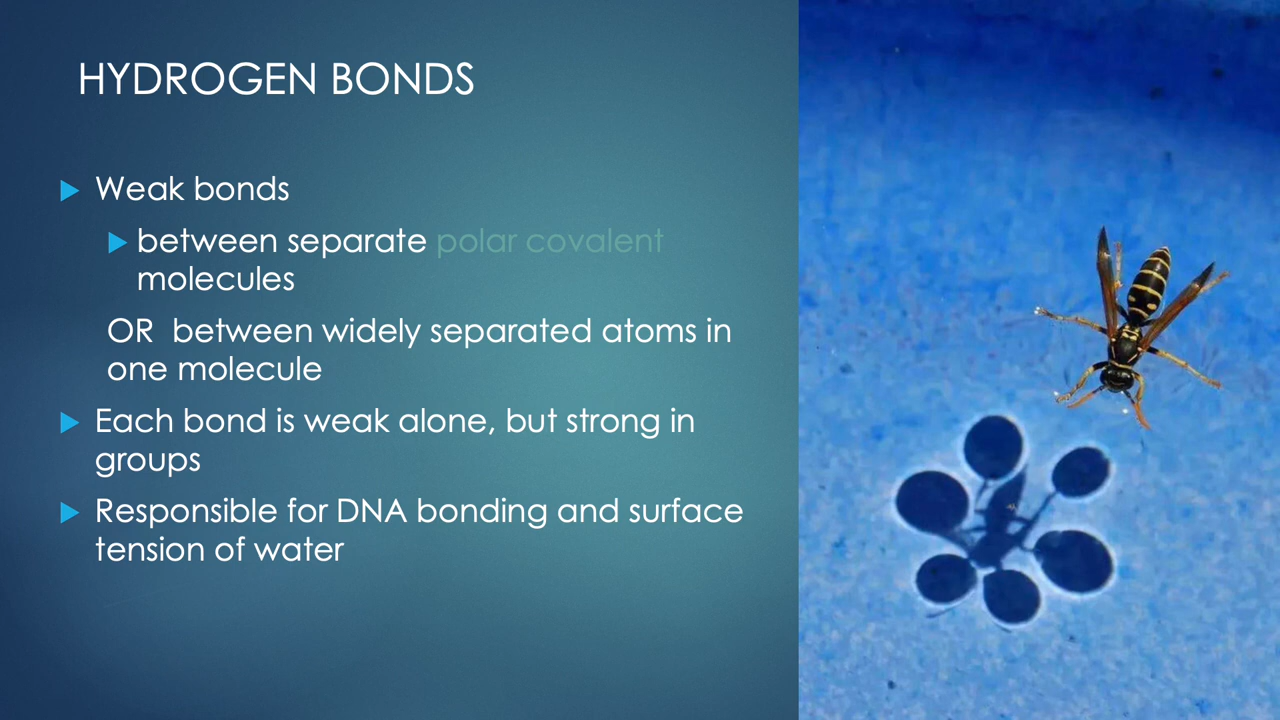 HYDROGEN BONDS
Weak bonds
between separate polar covalent
molecules
OR  between widely separated atoms in
one molecule
Each bond is weak alone, but strong in
groups
Responsible for DNA bonding and surface
tension of water